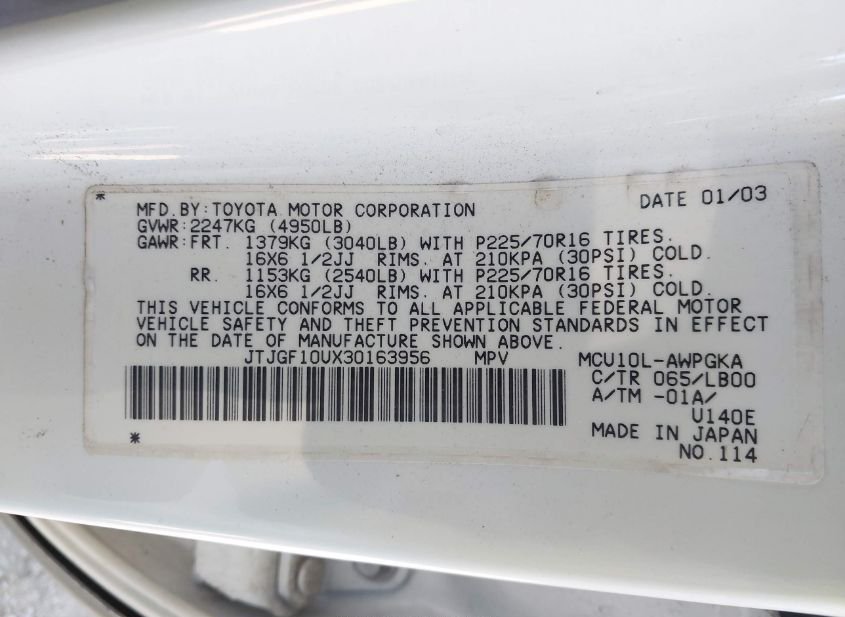 DATE 01/03
MFD.BY:TOYOTA MOTOR CORPORATION
GVWR:2247KG (4950LB)
GAWR:FRT. 1379KG (3040LB) WITH P225/70R16 TIRES.
16X6 1/2JJ RIMS. AT 210KPA (30PSI) COLD.
RR. 1153KG (2540LB) WITH P225/70R16 TIRES.
16X6 1/2JJ RIMS. AT 210KPA (30PSI) COLD.
THIS VEHICLE CONFORMS TO ALL APPLICABLE FEDERAL MOTOR
VEHICLE SAFETY AND THEFT PREVENTION STANDARDS IN EFFECT
ON THE DATE OF MANUFACTURE SHOWN ABOVE.
JTJGF10UX30163956 MPV MCU10L-AWPGKA
C/TR 065/LB00
A/TM -01A/
U140E
MADE IN JAPAN
NO.114